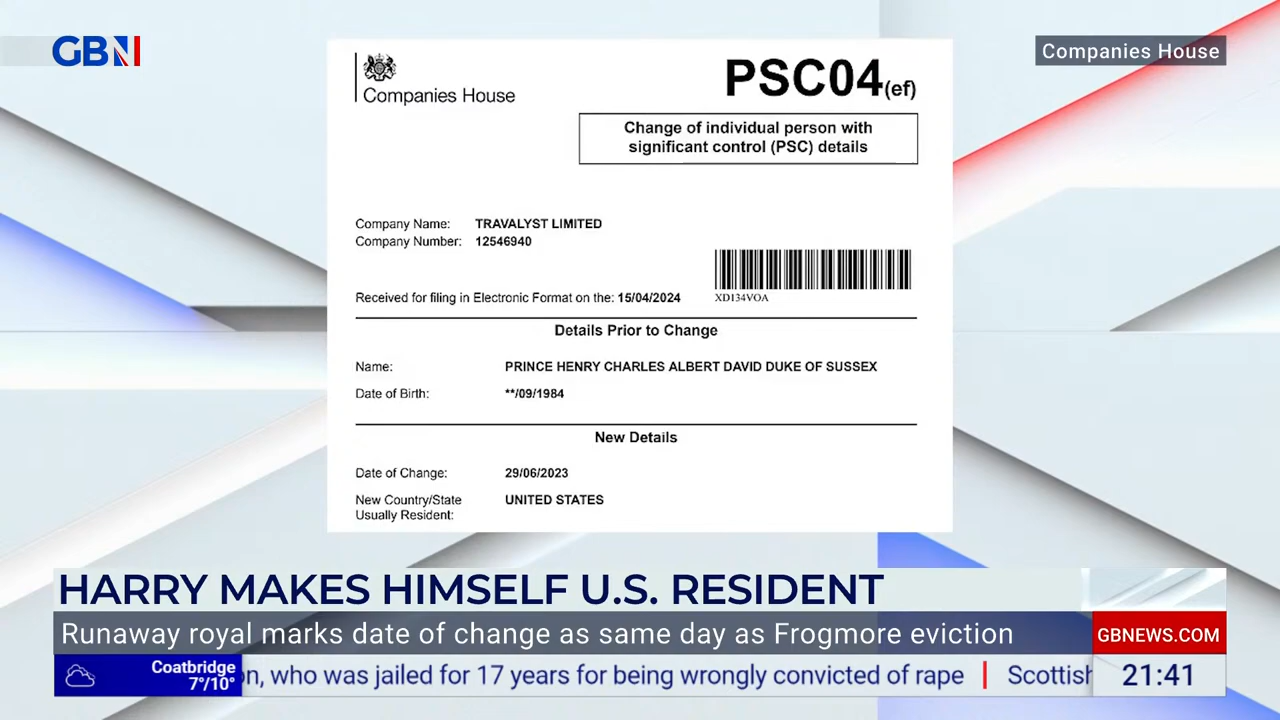 GBN
Companies House
Companies House
PSC04(ef)
Change of individual person with
significant control (PSC) details
Company Name: TRAVALYST LIMITED
Company Number: 12546940
Received for filing in Electronic Format on the: 15/04/2024
XD134VOA
Details Prior to Change
Name: PRINCE HENRY CHARLES ALBERT DAVID DUKE OF SUSSEX
Date of Birth: **/09/1984
New Details
Date of Change: 29/06/2023
New Country/State UNITED STATES
Usually Resident:
HARRY MAKES HIMSELF U.S. RESIDENT
Runaway royal marks date of change as same day as Frogmore eviction
GBNEWS.COM
Coatbridge
7°/10°
n, who was jailed for 17 years for being wrongly convicted of rape | Scottish
21:41